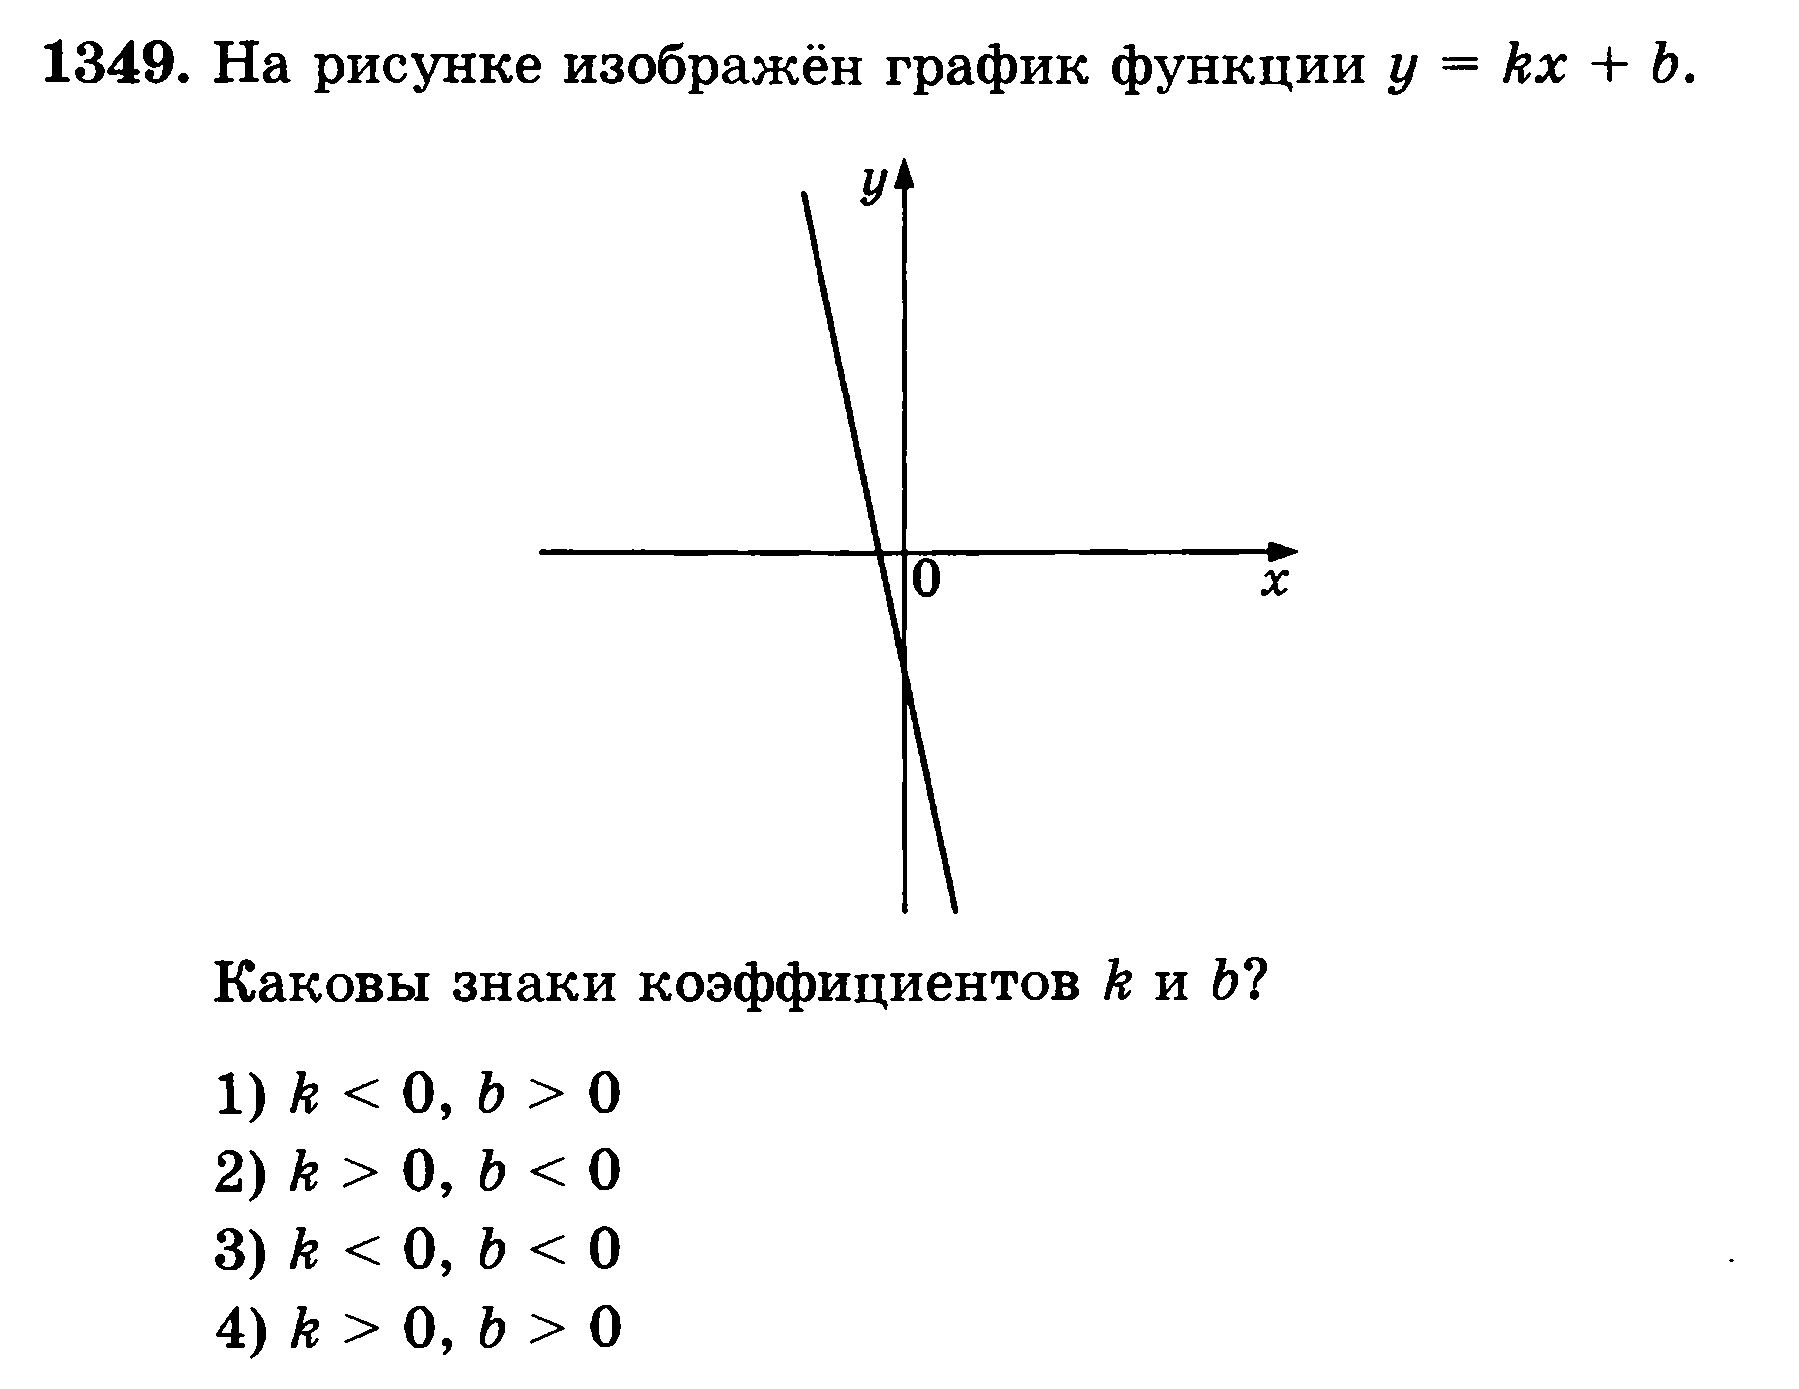 1349. На рисунке изображён график функции y = kx + b.
y
0
x
Каковы знаки коэффициентов k и b?
1) k < 0, b > 0
2) k > 0, b < 0
3) k < 0, b < 0
4) k > 0, b > 0